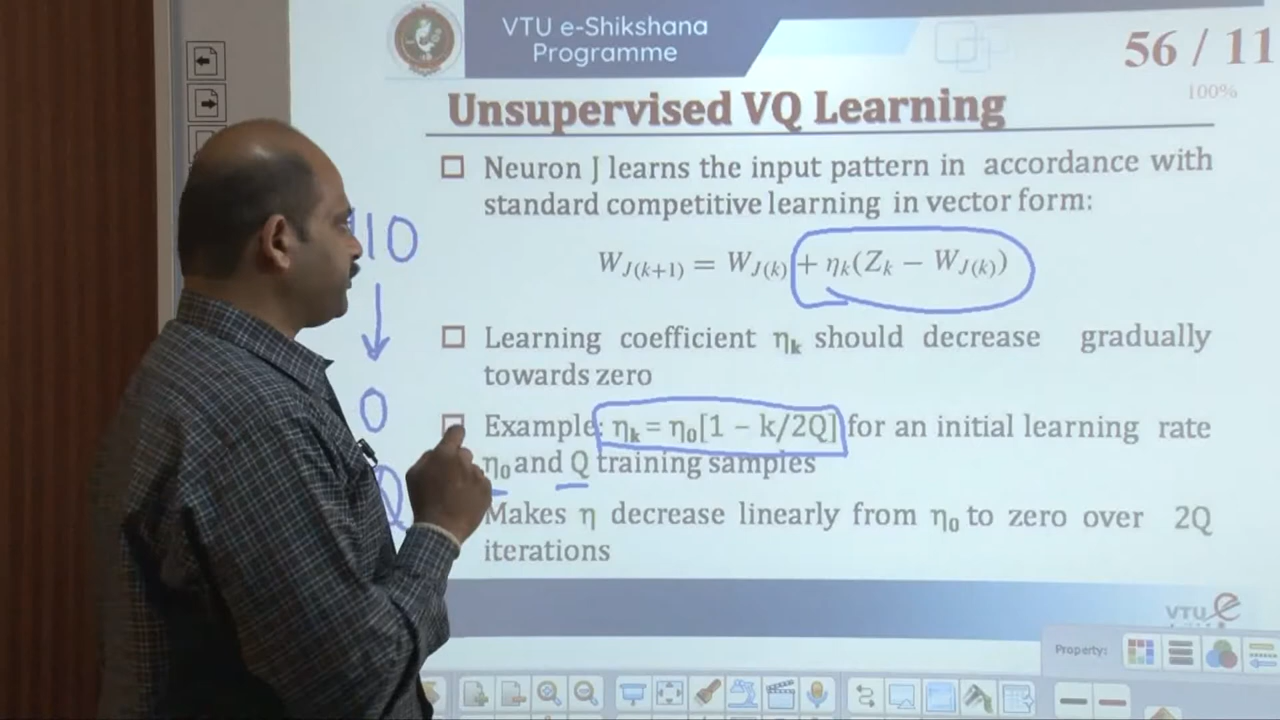 VTU e-Shikshana
Programme
56 / 11
100%
Unsupervised VQ Learning
Neuron J learns the input pattern in accordance with
standard competitive learning in vector form:
W_{J(k+1)} = W_{J(k)} + η_k(Z_k − W_{J(k)})
10
Learning coefficient η_k should decrease gradually
towards zero
0
Example: η_k = η_0[1 − k/2Q] for an initial learning rate
η_0 and Q training samples
Q
Makes η decrease linearly from η_0 to zero over 2Q
iterations
VTU e
Property: